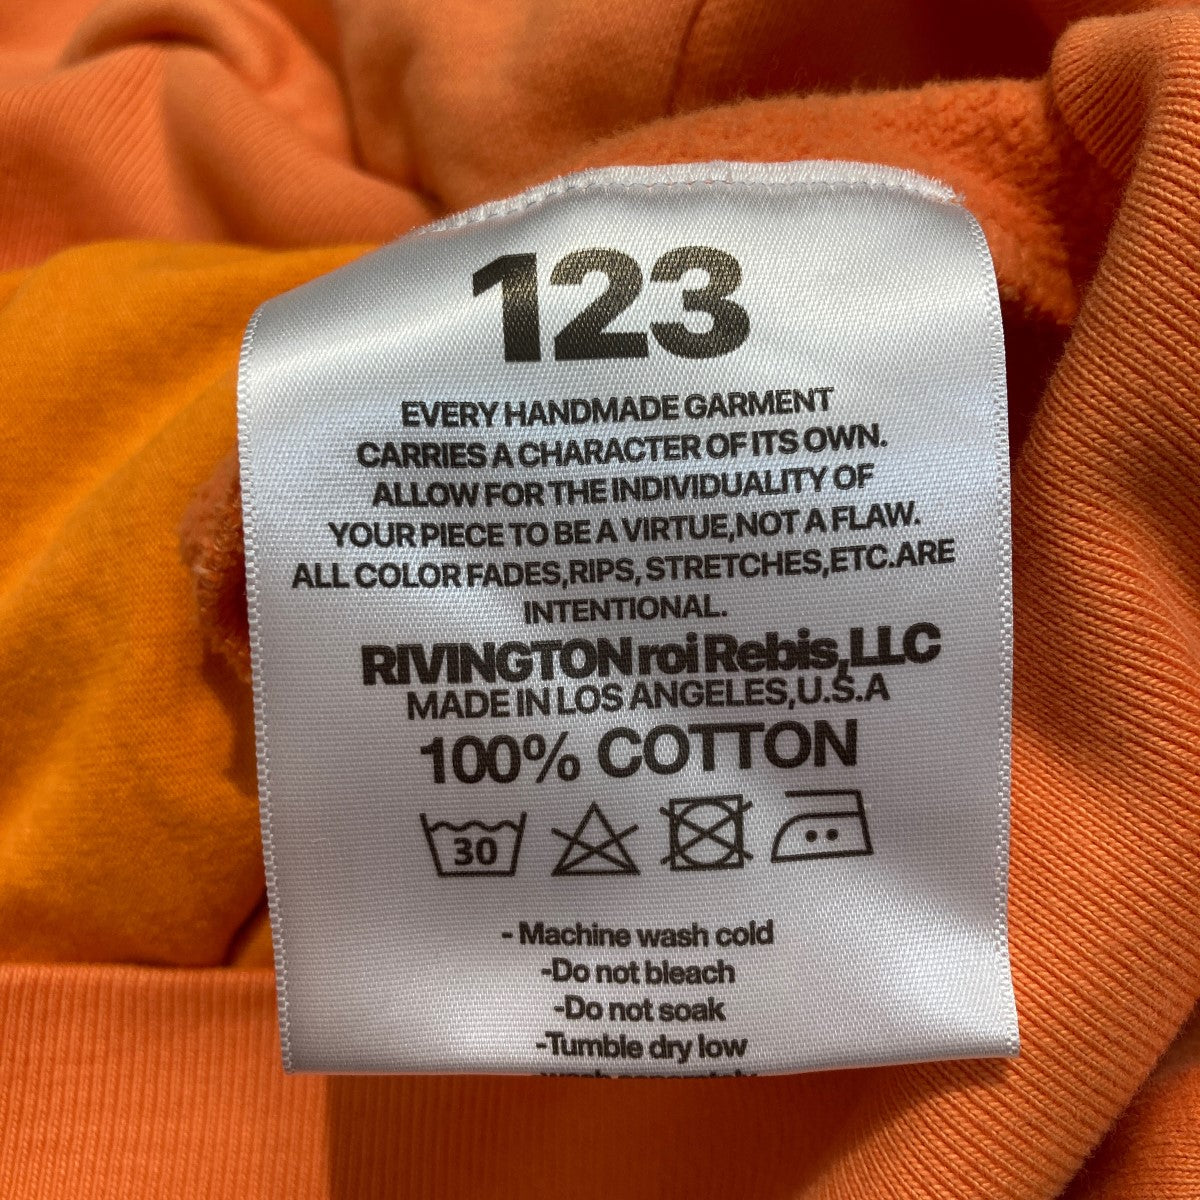 123
EVERY HANDMADE GARMENT
CARRIES A CHARACTER OF ITS OWN.
ALLOW FOR THE INDIVIDUALITY OF
YOUR PIECE TO BE A VIRTUE,NOT A FLAW.
ALL COLOR FADES,RIPS, STRETCHES,ETC.ARE
INTENTIONAL.
RIVINGTON roi Rebis,LLC
MADE IN LOS ANGELES,U.S.A
100% COTTON
30
- Machine wash cold
-Do not bleach
-Do not soak
-Tumble dry low